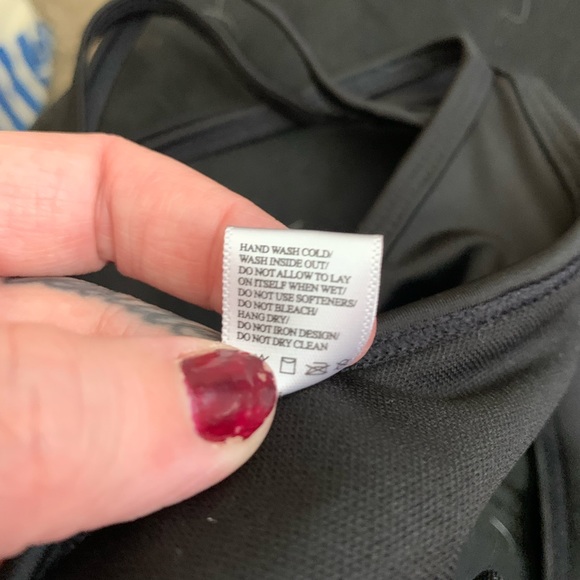 HAND WASH COLD/
WASH INSIDE OUT/
DO NOT ALLOW TO LAY
ON ITSELF WHEN WET/
DO NOT USE SOFTENERS/
DO NOT BLEACH/
HANG DRY/
DO NOT IRON DESIGN/
DO NOT DRY CLEAN